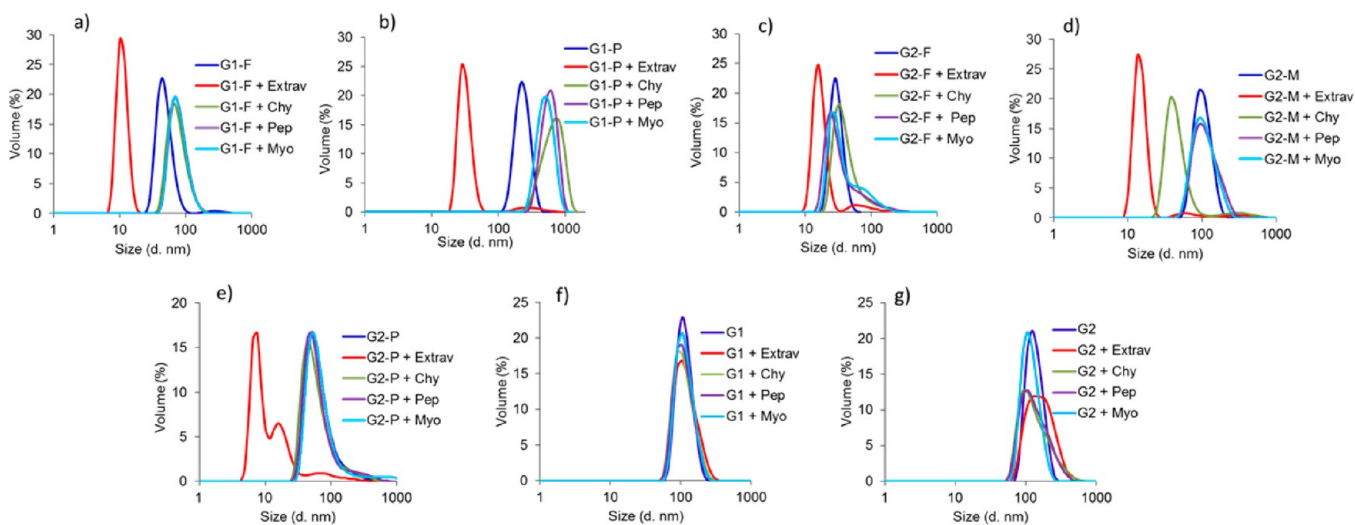 a)
30
25
20
15
10
5
0
Volume (%)
1 10 100 1000
Size (d. nm)
G1-F
G1-F + Extrav
G1-F + Chy
G1-F + Pep
G1-F + Myo
b)
30
25
20
15
10
5
0
Volume (%)
1 10 100 1000
Size (d. nm)
G1-P
G1-P + Extrav
G1-P + Chy
G1-P + Pep
G1-P + Myo
c)
30
25
20
15
10
5
0
Volume (%)
1 10 100 1000
Size (d. nm)
G2-F
G2-F + Extrav
G2-F + Chy
G2-F + Pep
G2-F + Myo
d)
30
25
20
15
10
5
0
Volume (%)
1 10 100 1000
Size (d. nm)
G2-M
G2-M + Extrav
G2-M + Chy
G2-M + Pep
G2-M + Myo
e)
20
15
10
5
0
Volume (%)
1 10 100 1000
Size (d. nm)
G2-P
G2-P + Extrav
G2-P + Chy
G2-P + Pep
G2-P + Myo
f)
25
20
15
10
5
0
Volume (%)
1 10 100 1000
Size (d. nm)
G1
G1 + Extrav
G1 + Chy
G1 + Pep
G1 + Myo
g)
25
20
15
10
5
0
Volume (%)
1 10 100 1000
Size (d. nm)
G2
G2 + Extrav
G2 + Chy
G2 + Pep
G2 + Myo